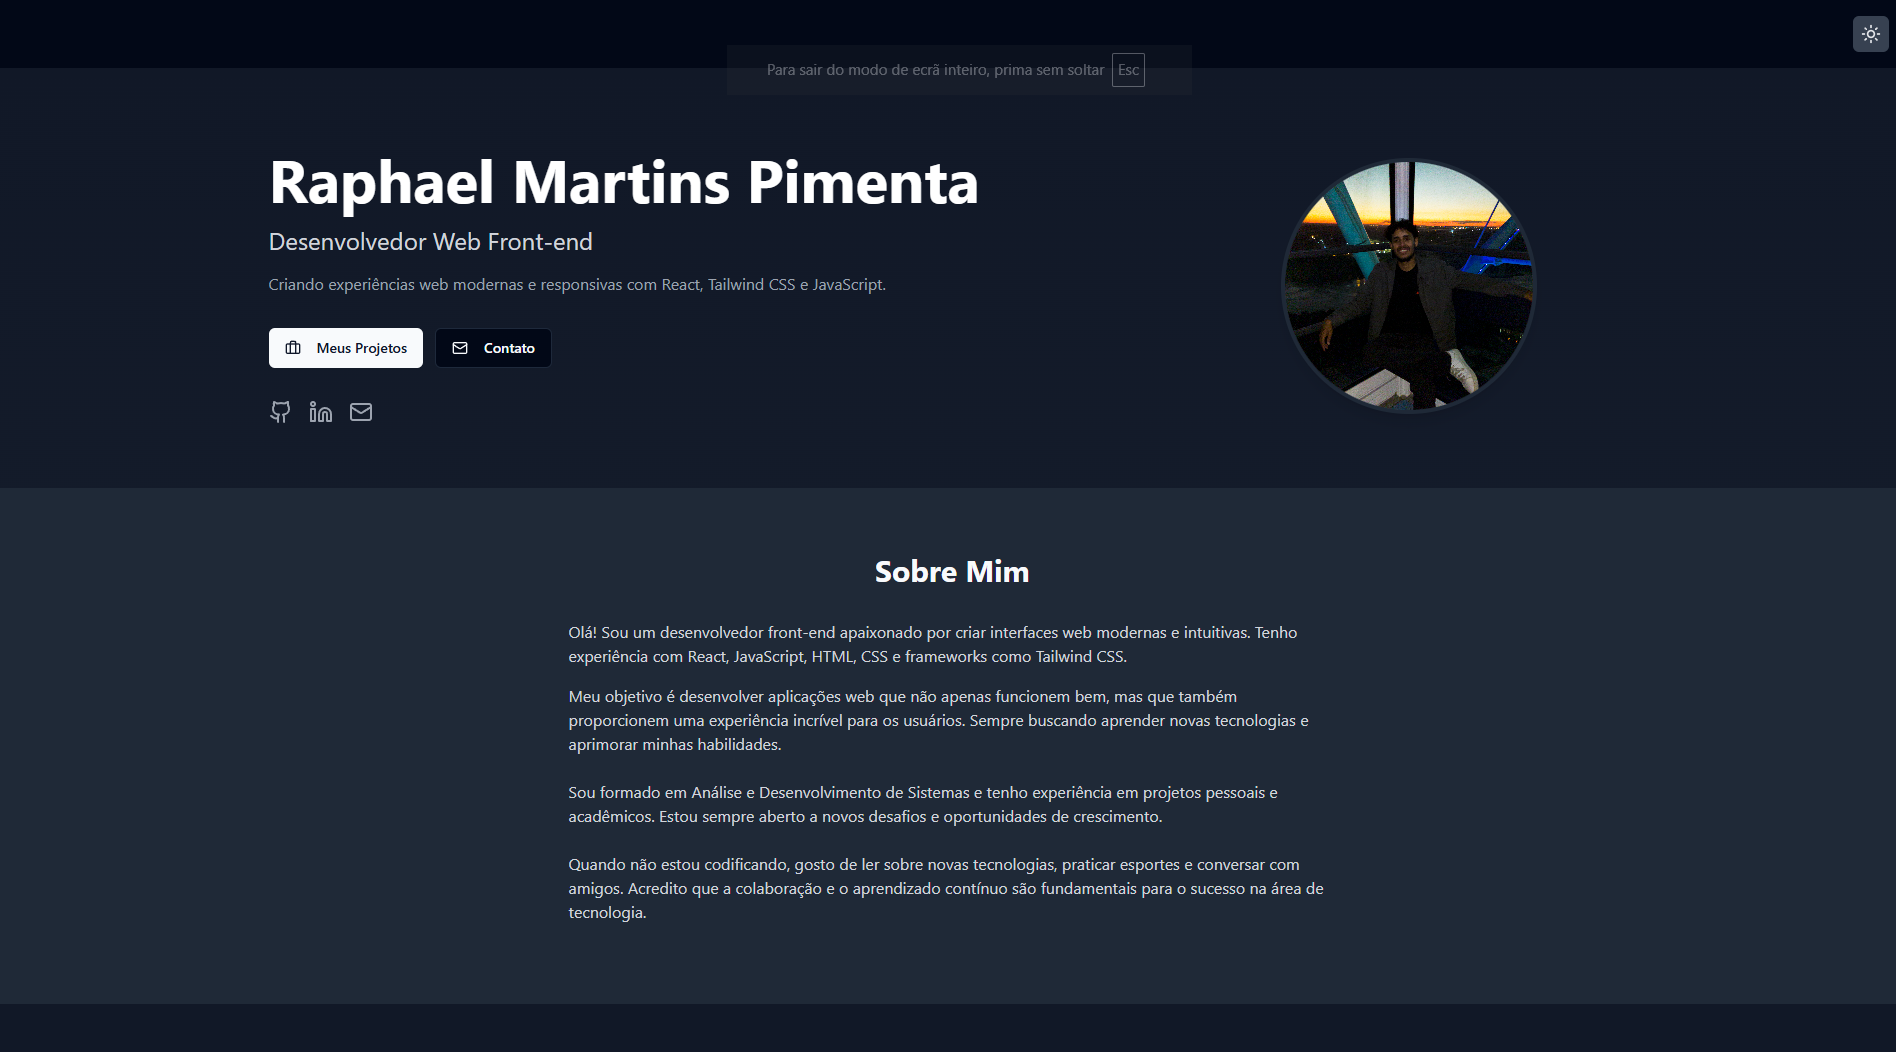 Para sair do modo de ecrã inteiro, prima sem soltar Esc
Raphael Martins Pimenta
Desenvolvedor Web Front-end
Criando experiências web modernas e responsivas com React, Tailwind CSS e JavaScript.
Meus Projetos
Contato
Sobre Mim
Olá! Sou um desenvolvedor front-end apaixonado por criar interfaces web modernas e intuitivas. Tenho
experiência com React, JavaScript, HTML, CSS e frameworks como Tailwind CSS.
Meu objetivo é desenvolver aplicações web que não apenas funcionem bem, mas que também
proporcionem uma experiência incrível para os usuários. Sempre buscando aprender novas tecnologias e
aprimorar minhas habilidades.
Sou formado em Análise e Desenvolvimento de Sistemas e tenho experiência em projetos pessoais e
acadêmicos. Estou sempre aberto a novos desafios e oportunidades de crescimento.
Quando não estou codificando, gosto de ler sobre novas tecnologias, praticar esportes e conversar com
amigos. Acredito que a colaboração e o aprendizado contínuo são fundamentais para o sucesso na área de
tecnologia.